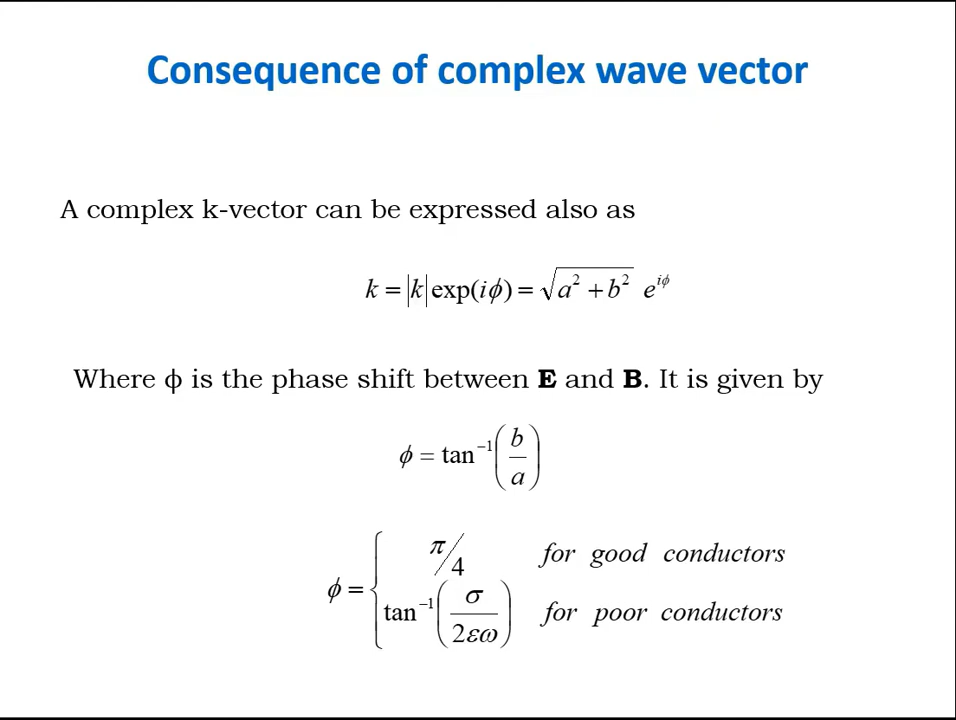 Consequence of complex wave vector
A complex k-vector can be expressed also as
k = |k| exp(iϕ) = √(a² + b²) e^{iϕ}
Where ϕ is the phase shift between E and B. It is given by
ϕ = tan⁻¹(b/a)
ϕ = { π/4 for good conductors
tan⁻¹(σ/2εω) for poor conductors